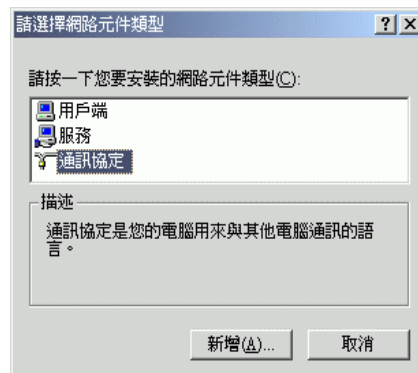 請選擇網路元件類型
請按一下您要安裝的網路元件類型(C):
用戶端
服務
通訊協定
描述
通訊協定是您的電腦用來與其他電腦通訊的語
言。
新增(A)...
取消